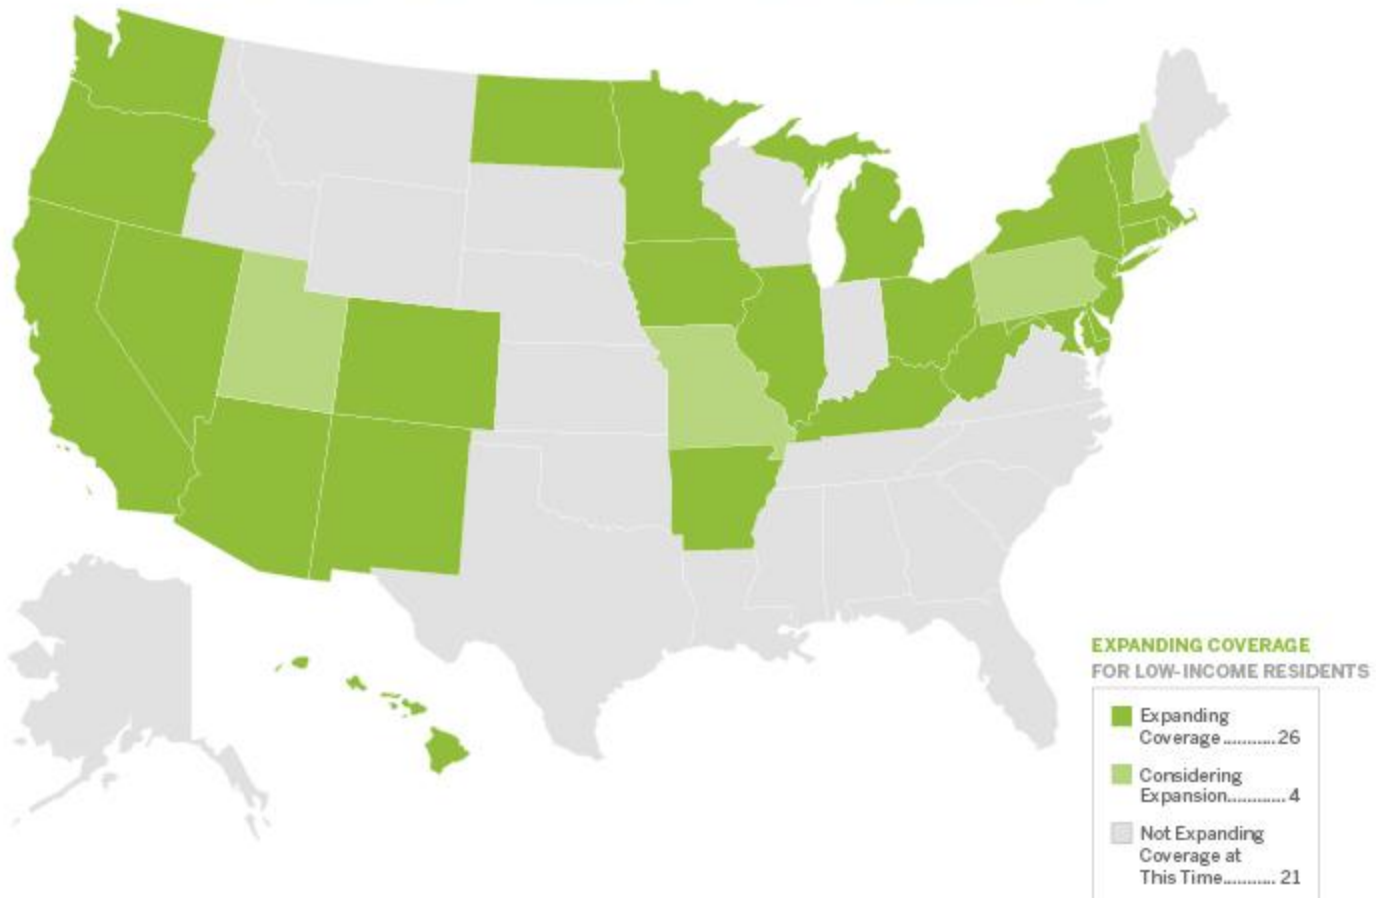 EXPANDING COVERAGE
FOR LOW-INCOME RESIDENTS
Expanding
Coverage............26
Considering
Expansion............. 4
Not Expanding
Coverage at
This Time............ 21